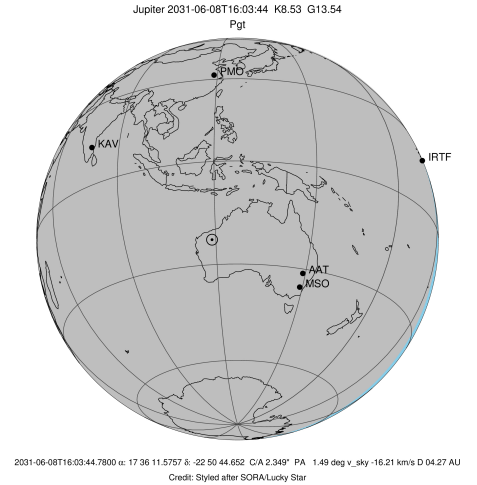 Jupiter 2031-06-08T16:03:44 K8.53 G13.54
Pgt
PMO
KAV
IRTF
AAT
MSO
2031-06-08T16:03:44.7800 α: 17 36 11.5757 δ: -22 50 44.652 C/A 2.349" PA 1.49 deg v_sky -16.21 km/s D 04.27 AU
Credit: Styled after SORA/Lucky Star